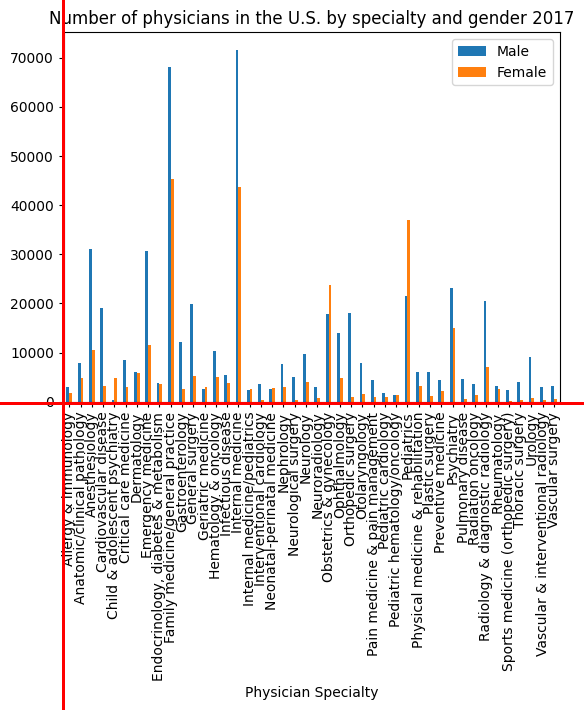 Number of physicians in the U.S. by specialty and gender 2017
Male
Female
70000
60000
50000
40000
30000
20000
10000
0
Allergy & immunology
Anatomic/clinical pathology
Anesthesiology
Cardiovascular disease
Child & adolescent psychiatry
Critical care medicine
Dermatology
Emergency medicine
Endocrinology, diabetes & metabolism
Family medicine/general practice
Gastroenterology
General surgery
Geriatric medicine
Hematology & oncology
Infectious disease
Internal medicine
Internal medicine/pediatrics
Interventional cardiology
Neonatal-perinatal medicine
Nephrology
Neurological surgery
Neurology
Neuroradiology
Obstetrics & gynecology
Ophthalmology
Orthopedic surgery
Otolaryngology
Pain medicine & pain management
Pediatric cardiology
Pediatric hematology/oncology
Pediatrics
Physical medicine & rehabilitation
Plastic surgery
Preventive medicine
Psychiatry
Pulmonary disease
Radiation oncology
Radiology & diagnostic radiology
Rheumatology
Sports medicine (orthopedic surgery)
Thoracic surgery
Urology
Vascular & interventional radiology
Vascular surgery
Physician Specialty